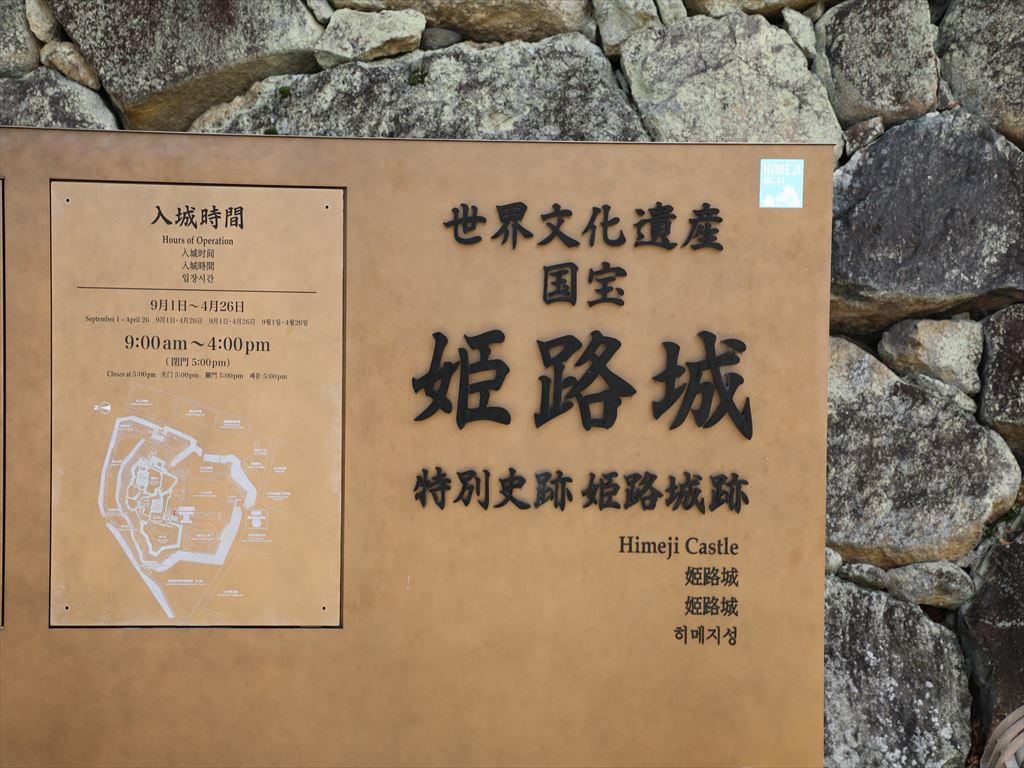 入城時間
Hours of Operation
入城时间
入城時間
입장시간
9月1日～4月26日
September 1 - April 26 9月1日-4月26日 9月1日-4月26日 9월1일-4월26일
9:00am～4:00pm
（閉門 5:00pm）
Closes at 5:00pm 关门 5:00pm 關門 5:00pm 폐문 5:00pm
HIMEJI
Wi-Fi
Free
世界文化遺産
国宝
姫路城
特別史跡 姫路城跡
Himeji Castle
姬路城
姬路城
히메지성